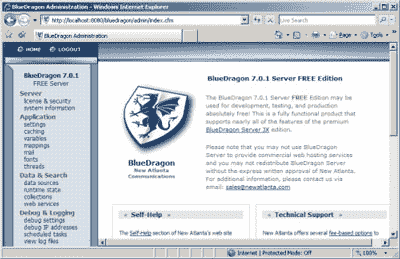 BlueDragon Administration - Windows Internet Explorer
http://localhost:8080/bluedragon/admin/index.cfm
Live Search
BlueDragon Administration
Page
Tools
HOME
LOGOUT
BlueDragon 7.0.1
FREE Server
Server
license & security
system information
Application
settings
caching
variables
mappings
mail
fonts
threads
Data & Search
data sources
runtime state
collections
web services
Debug & Logging
debug settings
debug IP addresses
scheduled tasks
view log files
BlueDragon
New Atlanta
Communications
BlueDragon 7.0.1 Server FREE Edition
The BlueDragon 7.0.1 Server FREE Edition may be
used for development, testing, and production
absolutely free! This is a fully functional product that
supports nearly all of the features of the premium
BlueDragon Server JX edition.
Please note that you may not use BlueDragon
Server to provide commercial web hosting services
and you may not redistribute BlueDragon Server
without the express written approval of New Atlanta.
For additional information, please contact us via
email: sales@newatlanta.com
« Self-Help »
The Self-Help section of New Atlanta's web site
« Technical Support »
New Atlanta offers several fee-based options to
Internet | Protected Mode: Off
100%